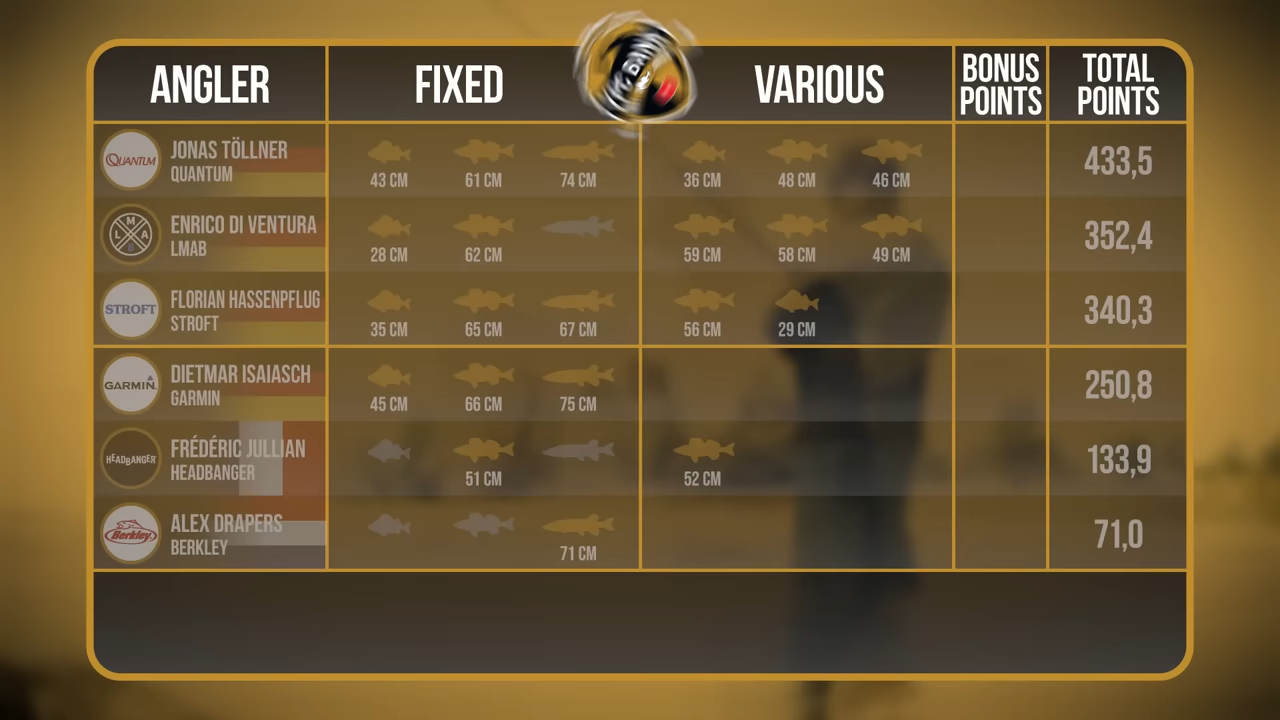 ANGLER FIXED VARIOUS BONUS POINTS TOTAL POINTS
QUANTUM JONAS TÖLLNER
QUANTUM
43 CM 61 CM 74 CM 36 CM 48 CM 46 CM 433,5
LMAB ENRICO DI VENTURA
LMAB
28 CM 62 CM 59 CM 58 CM 49 CM 352,4
STROFT FLORIAN HASSENPFLUG
STROFT
35 CM 65 CM 67 CM 56 CM 29 CM 340,3
GARMIN DIETMAR ISAIASCH
GARMIN
45 CM 66 CM 75 CM 250,8
HEADBANGER FRÉDÉRIC JULLIAN
HEADBANGER
51 CM 52 CM 133,9
Berkley ALEX DRAPERS
BERKLEY
71 CM 71,0